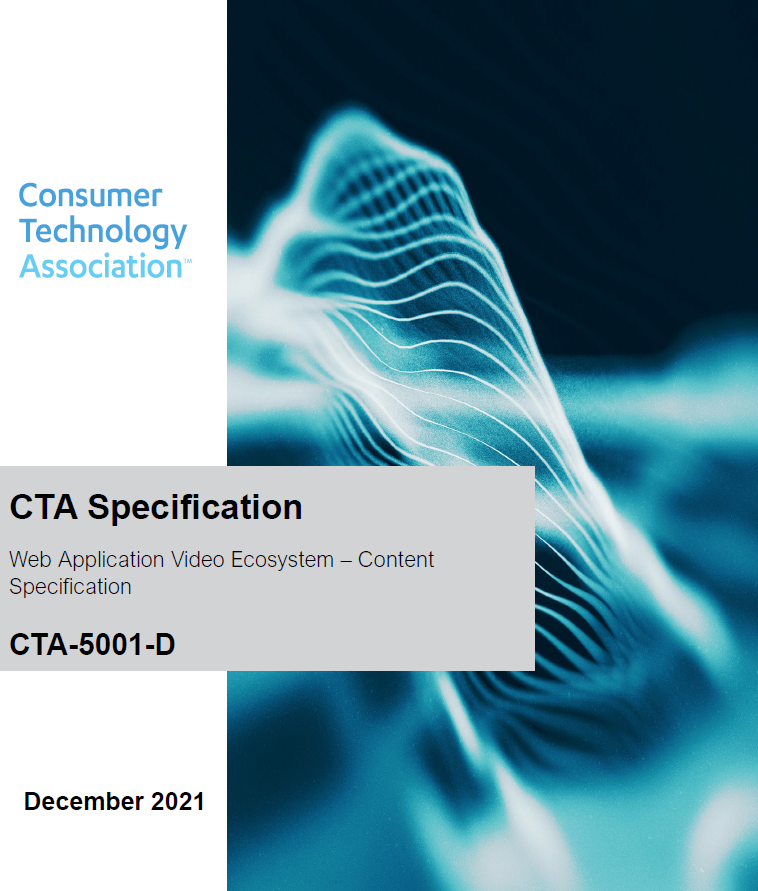 Consumer
Technology
Association™
CTA Specification
Web Application Video Ecosystem – Content
Specification
CTA-5001-D
December 2021